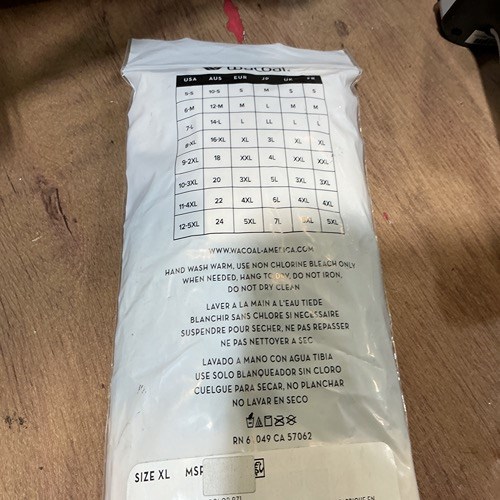 wacoal
USA AUS EUR JP UK FR
5-S 10-S S M S S
6-M 12-M M L M M
7-L 14-L L LL L L
8-XL 16-XL XL 3L XL XL
9-2XL 18 XXL 4L XXL XXL
10-3XL 20 3XL 5L 3XL 3XL
11-4XL 22 4XL 6L 4XL 4XL
12-5XL 24 5XL 7L 5XL 5XL
WWW.WACOAL-AMERICA.COM
HAND WASH WARM, USE NON CHLORINE BLEACH ONLY
WHEN NEEDED, HANG TO DRY, DO NOT IRON,
DO NOT DRY CLEAN
LAVER A LA MAIN A L'EAU TIEDE
BLANCHIR SANS CHLORE SI NECESSAIRE
SUSPENDRE POUR SECHER, NE PAS REPASSER
NE PAS NETTOYER A SEC
LAVADO A MANO CON AGUA TIBIA
USE SOLO BLANQUEADOR SIN CLORO
CUELGUE PARA SECAR, NO PLANCHAR
NO LAVAR EN SECO
RN 6 049 CA 57062
SIZE XL